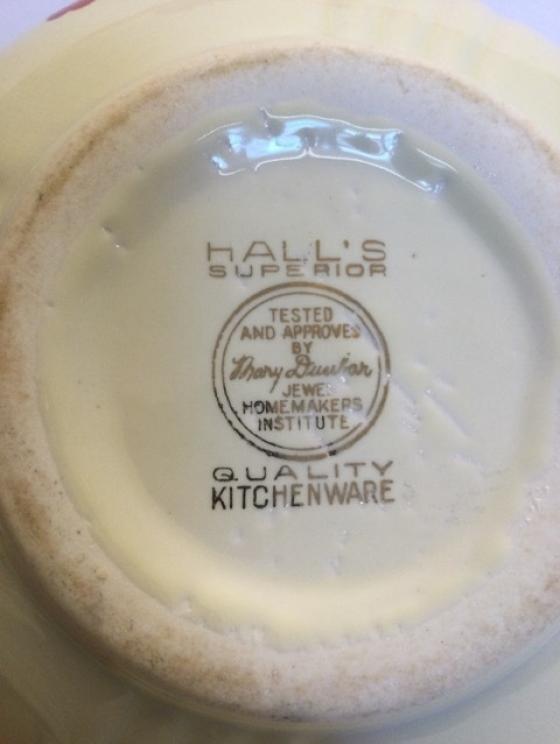 HALL'S
SUPERIOR
TESTED
AND APPROVED
BY
Mary Dunbar
JEWEL
HOMEMAKERS
INSTITUTE
QUALITY
KITCHENWARE